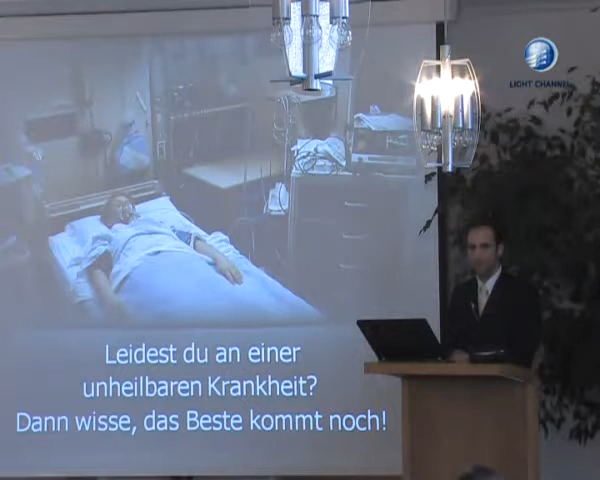 LIGHT CHANNEL
Leidest du an einer
unheilbaren Krankheit?
Dann wisse, das Beste kommt noch!